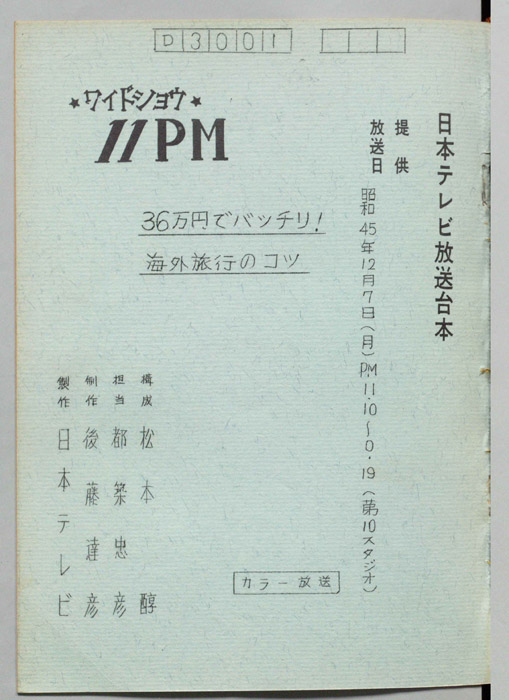 D3001
★ワイドショウ★
11PM
日本テレビ放送台本
提供
放送日 昭和45年12月7日(月)PM.11.10~0.19(第10スタジオ)
36万円でバッチリ!
海外旅行のコツ
構成 松本 醇
担当 都築忠彦
制作 後藤達彦
製作 日本テレビ
カラー放送